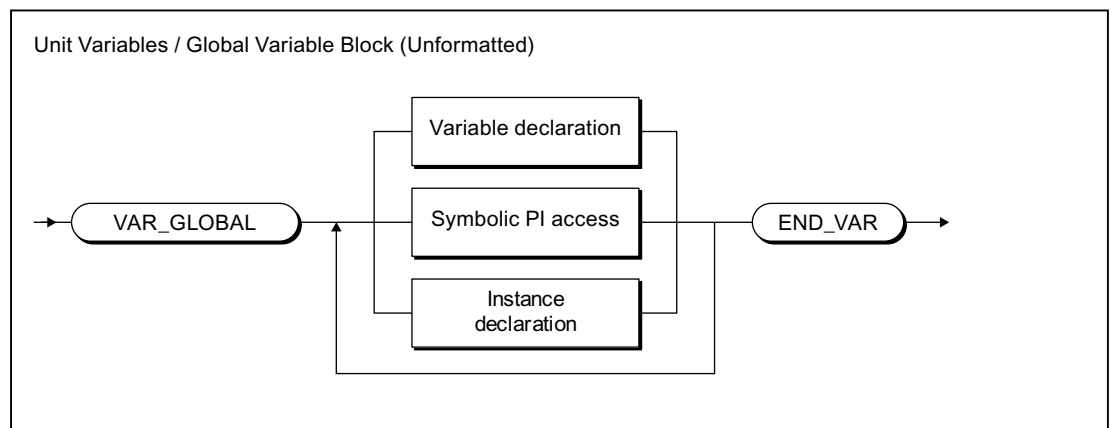 Unit Variables / Global Variable Block (Unformatted)
Variable declaration
VAR_GLOBAL
Symbolic PI access
END_VAR
Instance
declaration